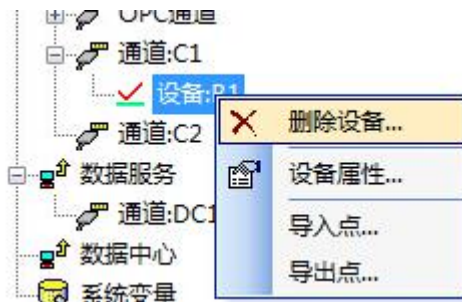 OPC通道
通道:C1
设备:R1
删除设备...
通道:C2
数据服务
设备属性...
通道:DC1
导入点...
数据中心
导出点...
系统变量